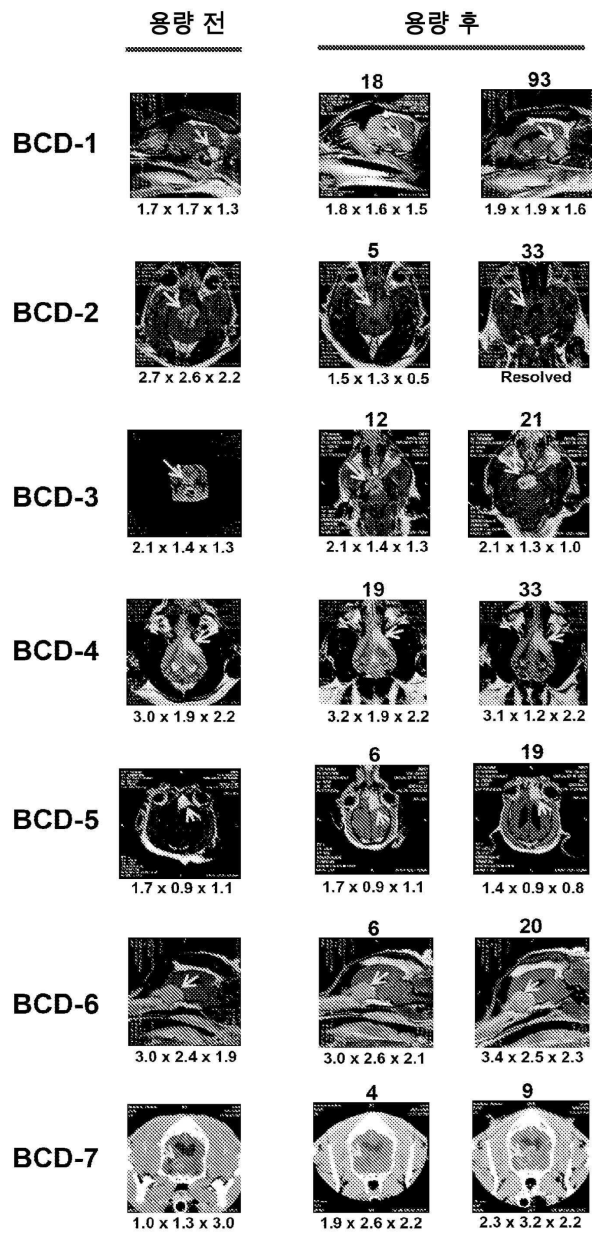 용량 전 용량 후
18 93
BCD-1
1.7 x 1.7 x 1.3 1.8 x 1.6 x 1.5 1.9 x 1.9 x 1.6
5 33
BCD-2
2.7 x 2.6 x 2.2 1.5 x 1.3 x 0.5 Resolved
12 21
BCD-3
2.1 x 1.4 x 1.3 2.1 x 1.4 x 1.3 2.1 x 1.3 x 1.0
19 33
BCD-4
3.0 x 1.9 x 2.2 3.2 x 1.9 x 2.2 3.1 x 1.2 x 2.2
6 19
BCD-5
1.7 x 0.9 x 1.1 1.7 x 0.9 x 1.1 1.4 x 0.9 x 0.8
6 20
BCD-6
3.0 x 2.4 x 1.9 3.0 x 2.6 x 2.1 3.4 x 2.5 x 2.3
4 9
BCD-7
1.0 x 1.3 x 3.0 1.9 x 2.6 x 2.2 2.3 x 3.2 x 2.2